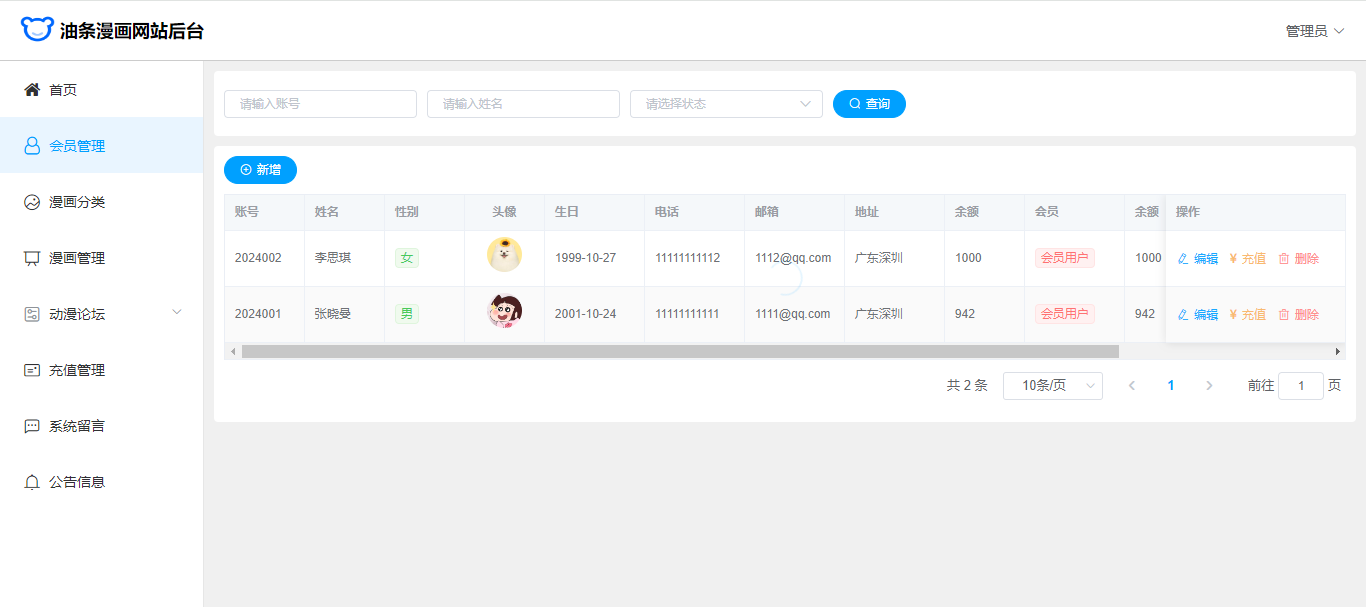 油条漫画网站后台
管理员
首页
会员管理
漫画分类
漫画管理
动漫论坛
充值管理
系统留言
公告信息
请输入账号 请输入姓名 请选择状态 查询
新增
账号 姓名 性别 头像 生日 电话 邮箱 地址 余额 会员 余额 操作
2024002 李思琪 女 1999-10-27 11111111112 1112@qq.com 广东深圳 1000 会员用户 1000 编辑 ¥ 充值 删除
2024001 张晓曼 男 2001-10-24 11111111111 1111@qq.com 广东深圳 942 会员用户 942 编辑 ¥ 充值 删除
共 2 条 10条/页 1 前往 1 页